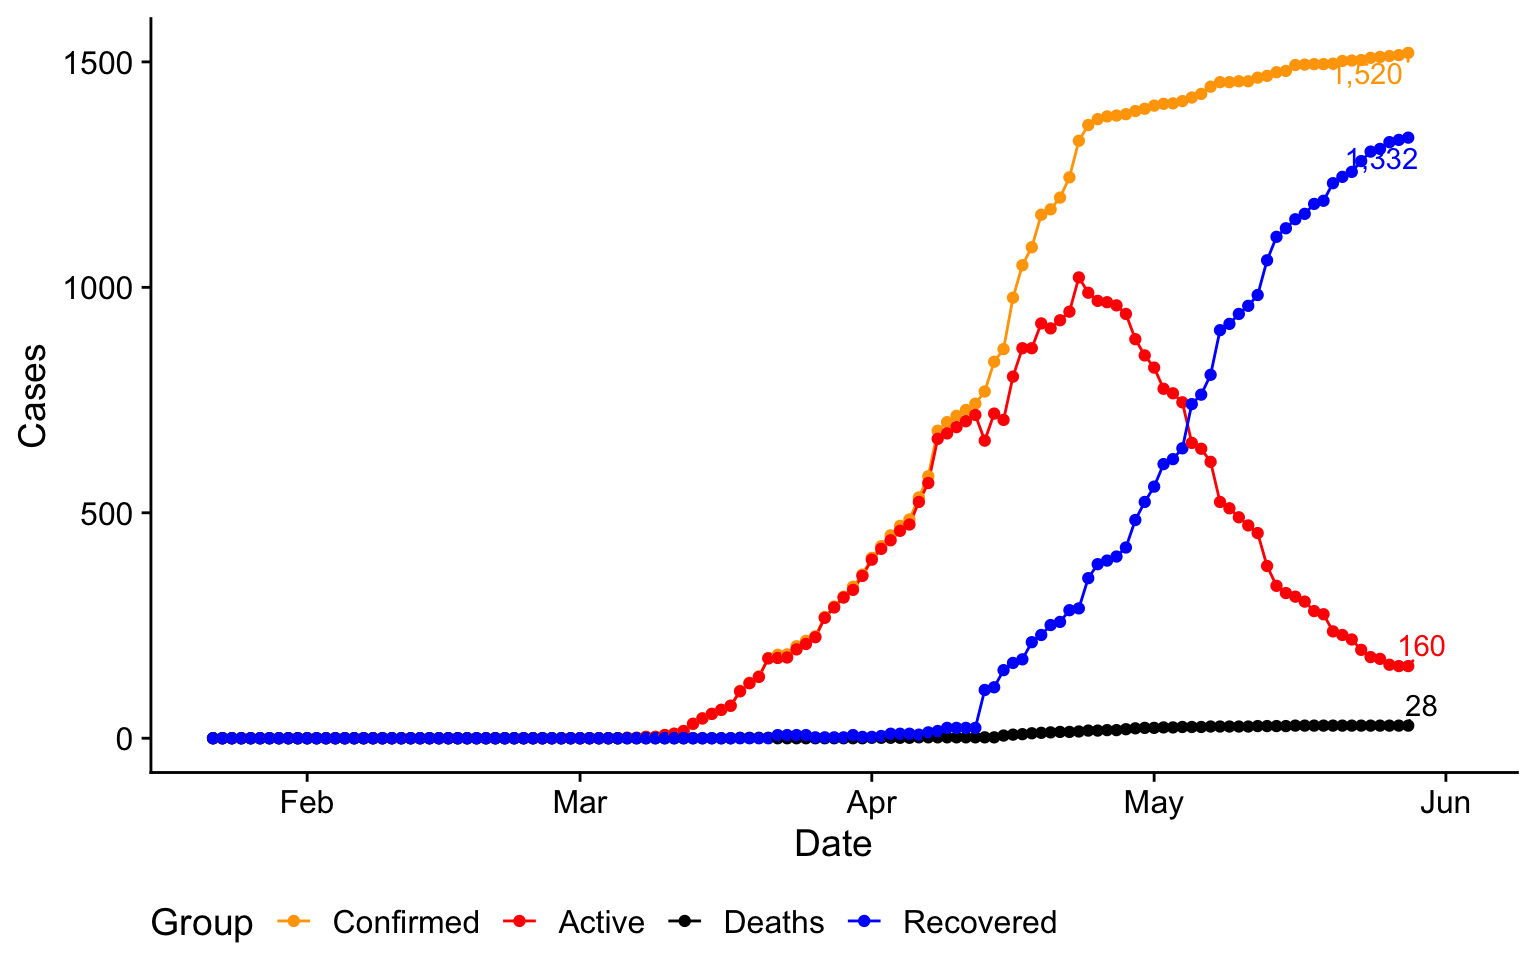 1500
1,520
1,332
1000
Cases
500
160
28
0
Feb Mar Apr May Jun
Date
Group Confirmed Active Deaths Recovered